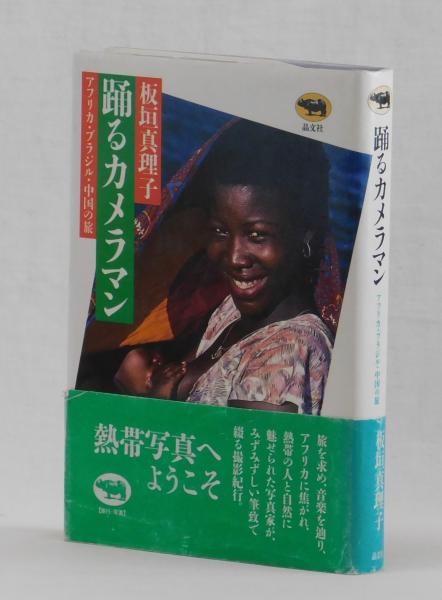 板垣真理子
踊るカメラマン
アフリカ・ブラジル・中国の旅
晶文社
熱帯写真へ
ようこそ
旅を求め、音楽を辿り、
アフリカに焦がれ、
熱帯の人と自然に
魅せられた写真家が、
みずみずしい筆致で
綴る撮影紀行。
踊るカメラマン
アフリカ・ブラジル・中国の旅
板垣真理子
晶文社